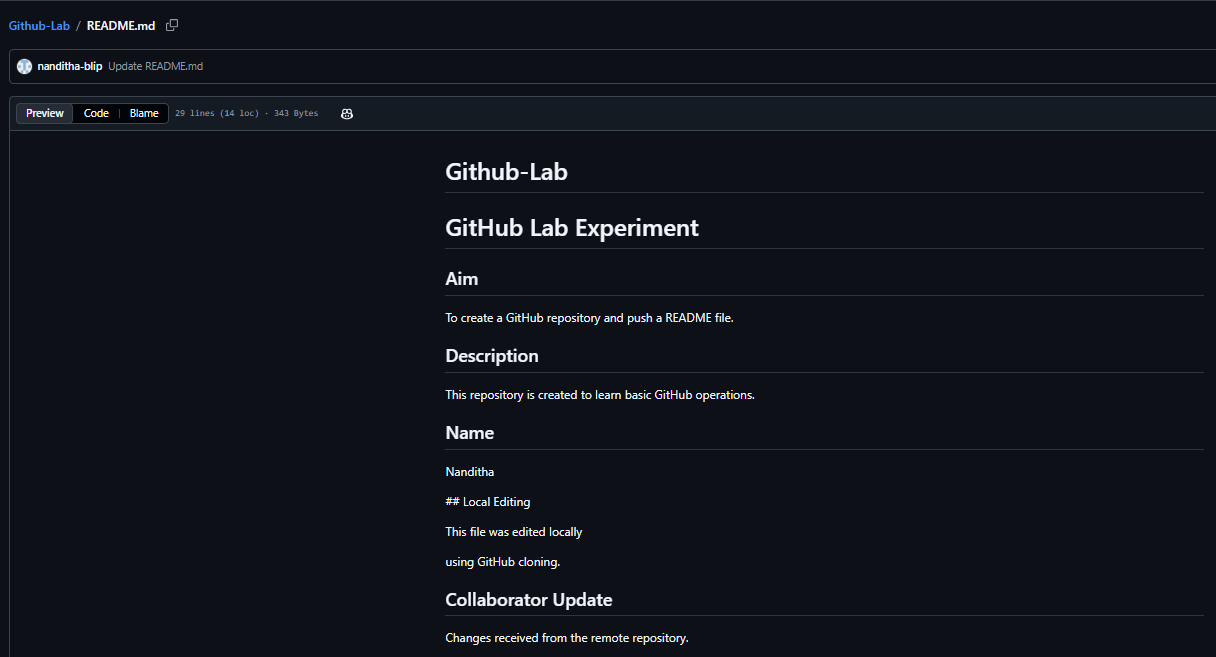 Github-Lab / README.md
nanditha-blip Update README.md
Preview Code Blame 29 lines (14 loc) · 343 Bytes
Github-Lab
GitHub Lab Experiment
Aim
To create a GitHub repository and push a README file.
Description
This repository is created to learn basic GitHub operations.
Name
Nanditha
## Local Editing
This file was edited locally
using GitHub cloning.
Collaborator Update
Changes received from the remote repository.